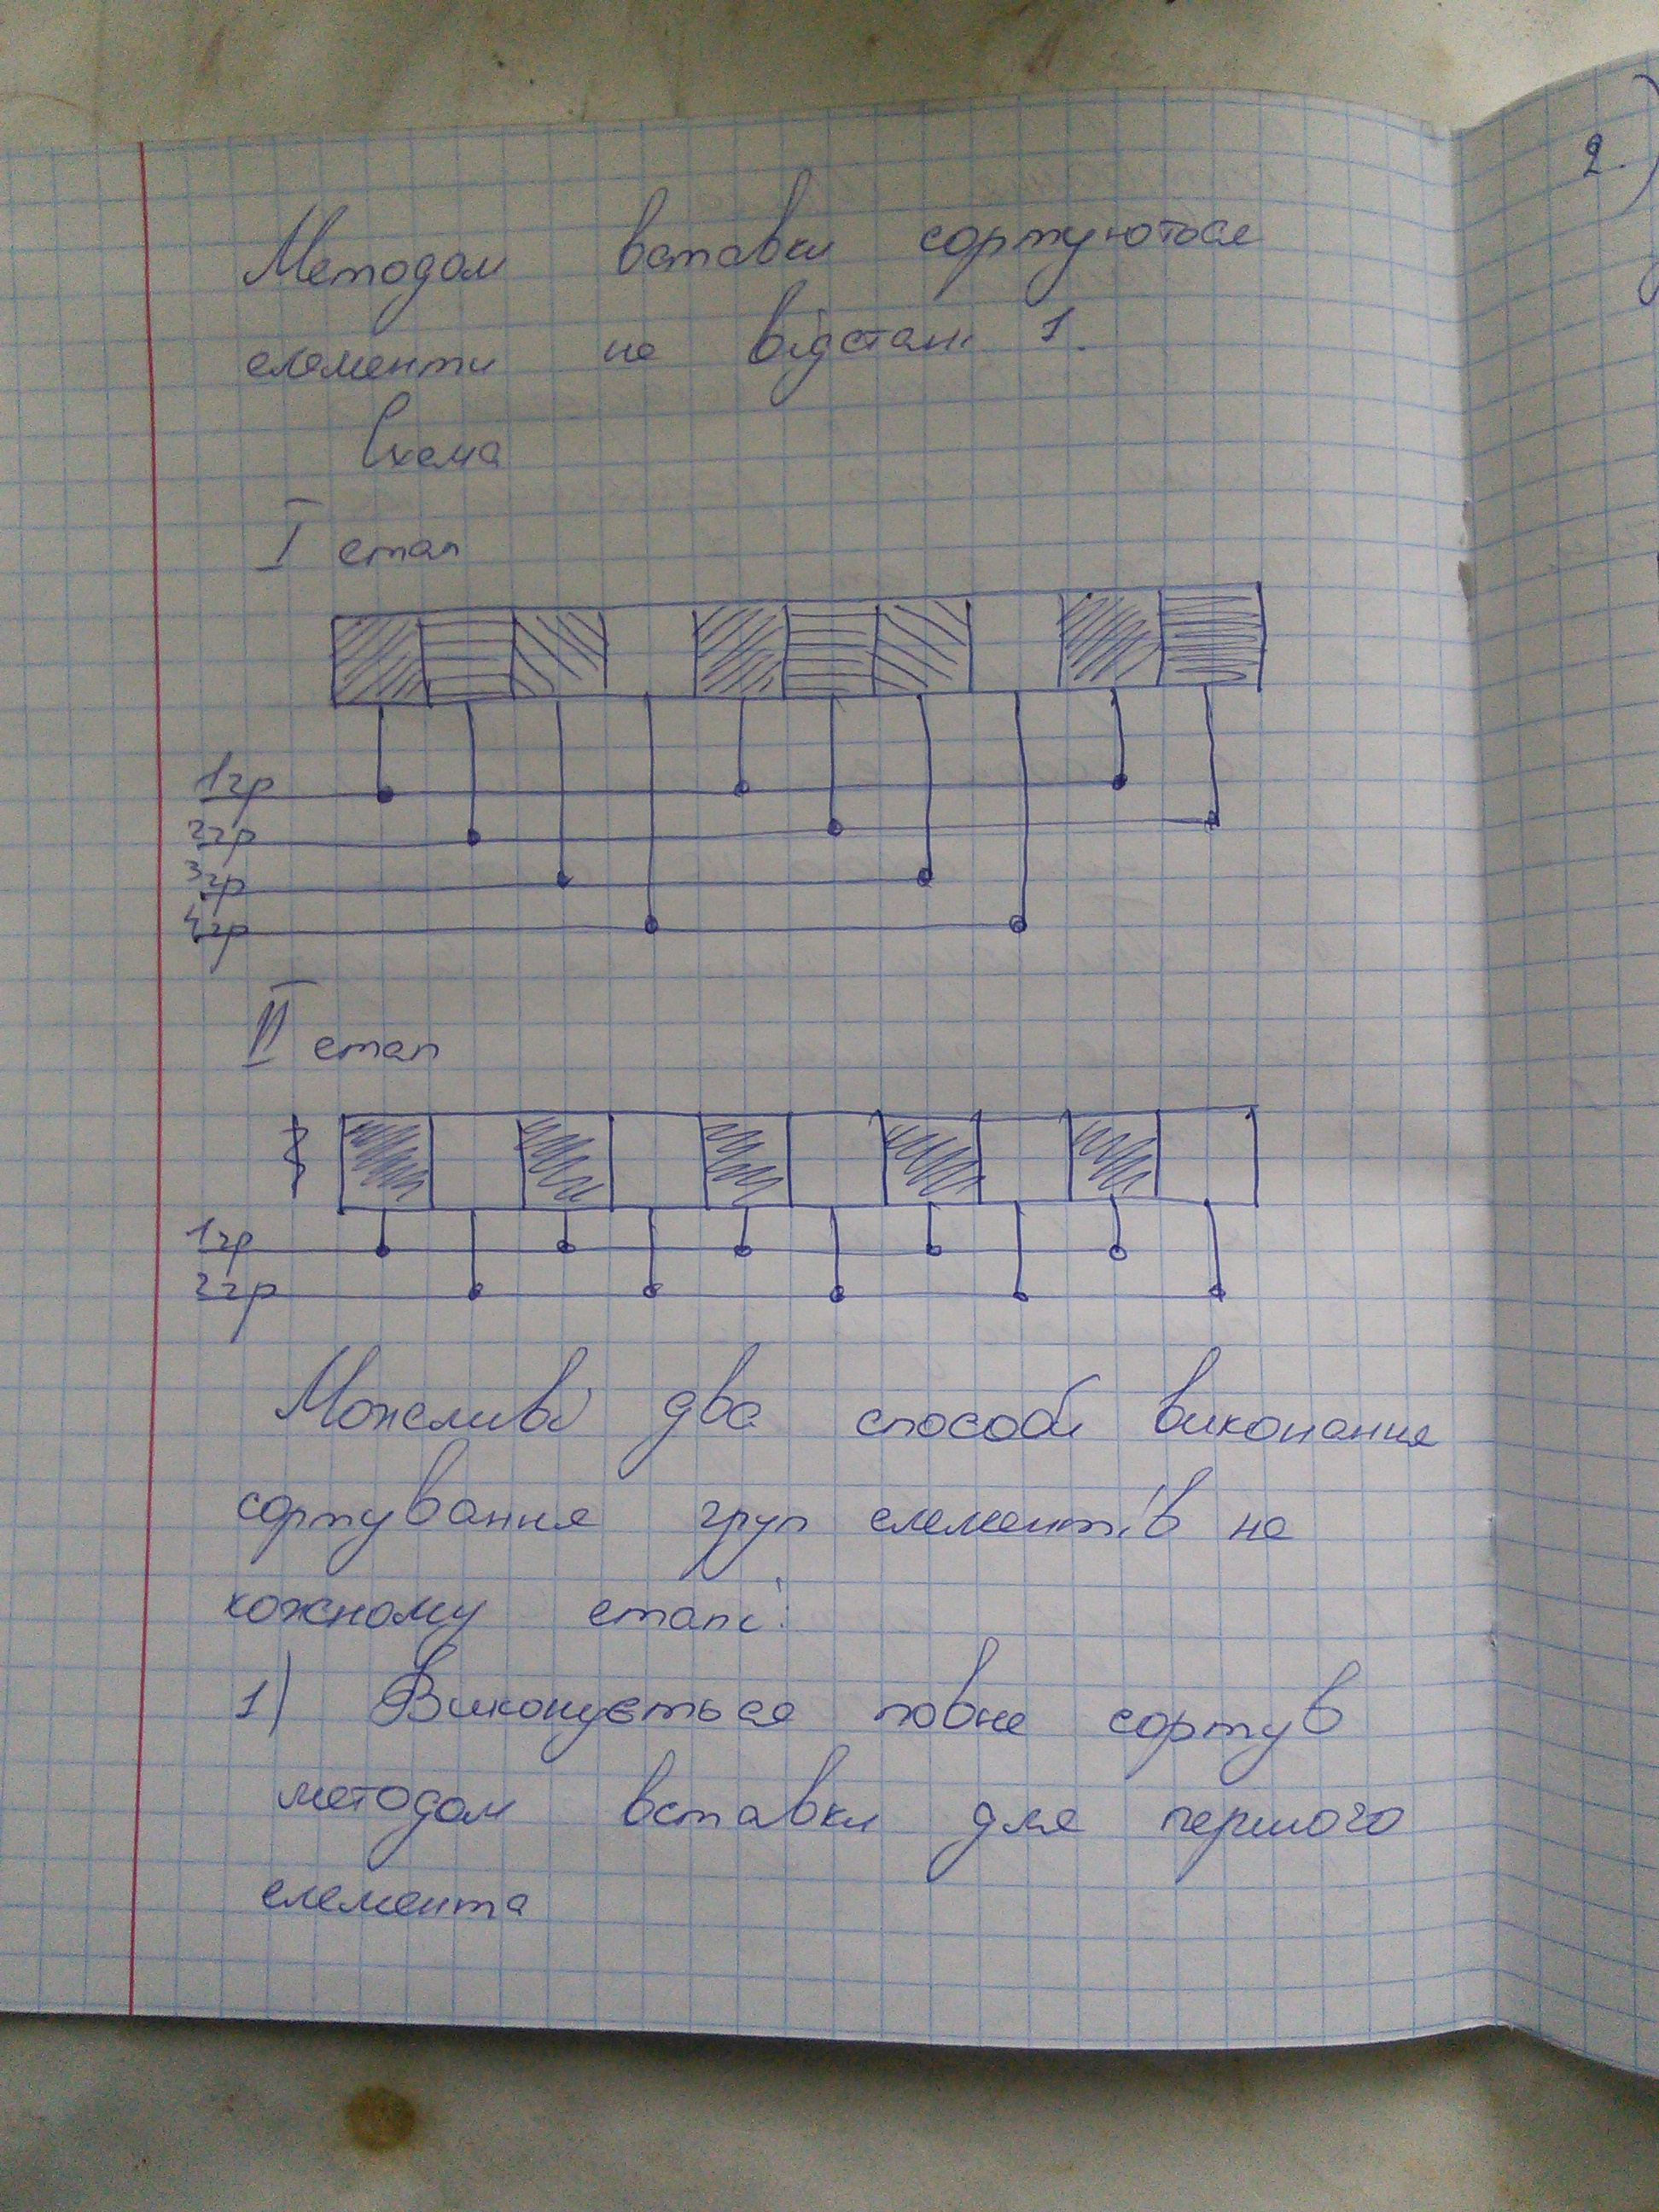 Методом вставки сортуються
елементи на відстані 1.
Схема
I етап
1гр
2гр
3гр
4гр
II етап
1гр
2гр
Можливі два способи виконання
сортування груп елементів на
кожному етапі:
1) Виконується повне сортув
методом вставки для першого
елемента
2.)